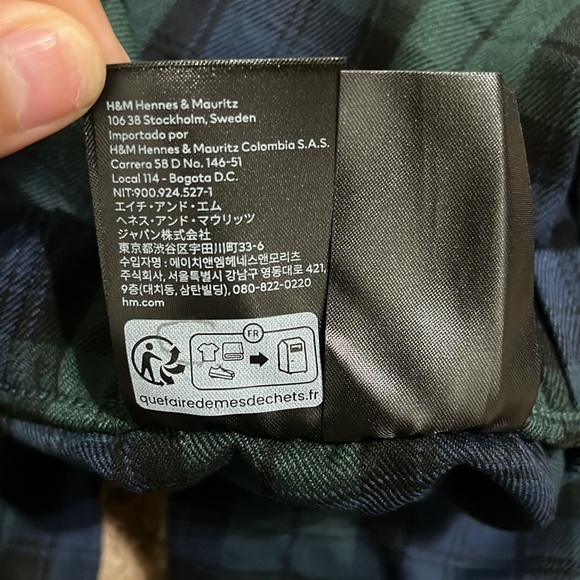 H&M Hennes & Mauritz
106 38 Stockholm, Sweden
Importado por
H&M Hennes & Mauritz Colombia S.A.S.
Carrera 58 D No. 146-51
Local 114 - Bogota D.C.
NIT:900.924.527-1
エイチ・アンド・エム
ヘネス・アンド・マウリッツ
ジャパン株式会社
東京都渋谷区宇田川町33-6
수입자명 : 에이치앤엠헤네스앤모리츠
주식회사, 서울특별시 강남구 영동대로 421,
9층(대치동, 삼탄빌딩), 080-822-0220
hm.com
FR
quefairedemesdechets.fr